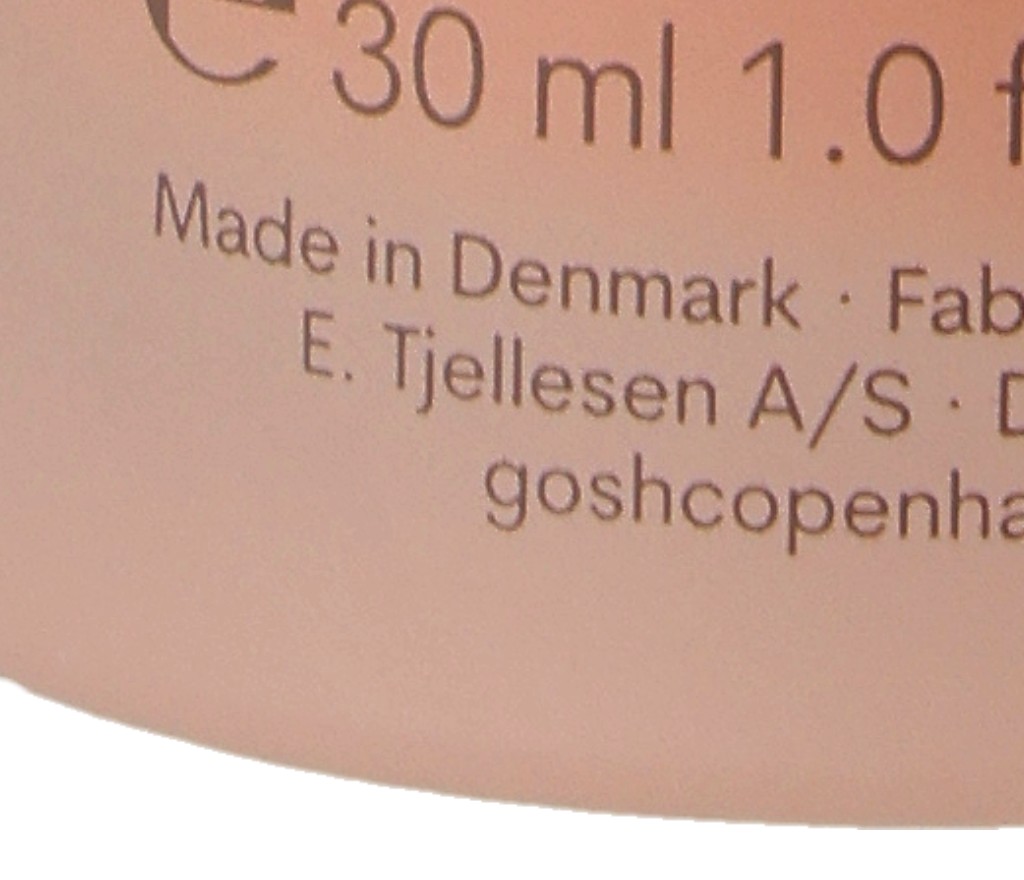 ℮ 30 ml 1.0 f
Made in Denmark · Fab
E. Tjellesen A/S · D
goshcopenha